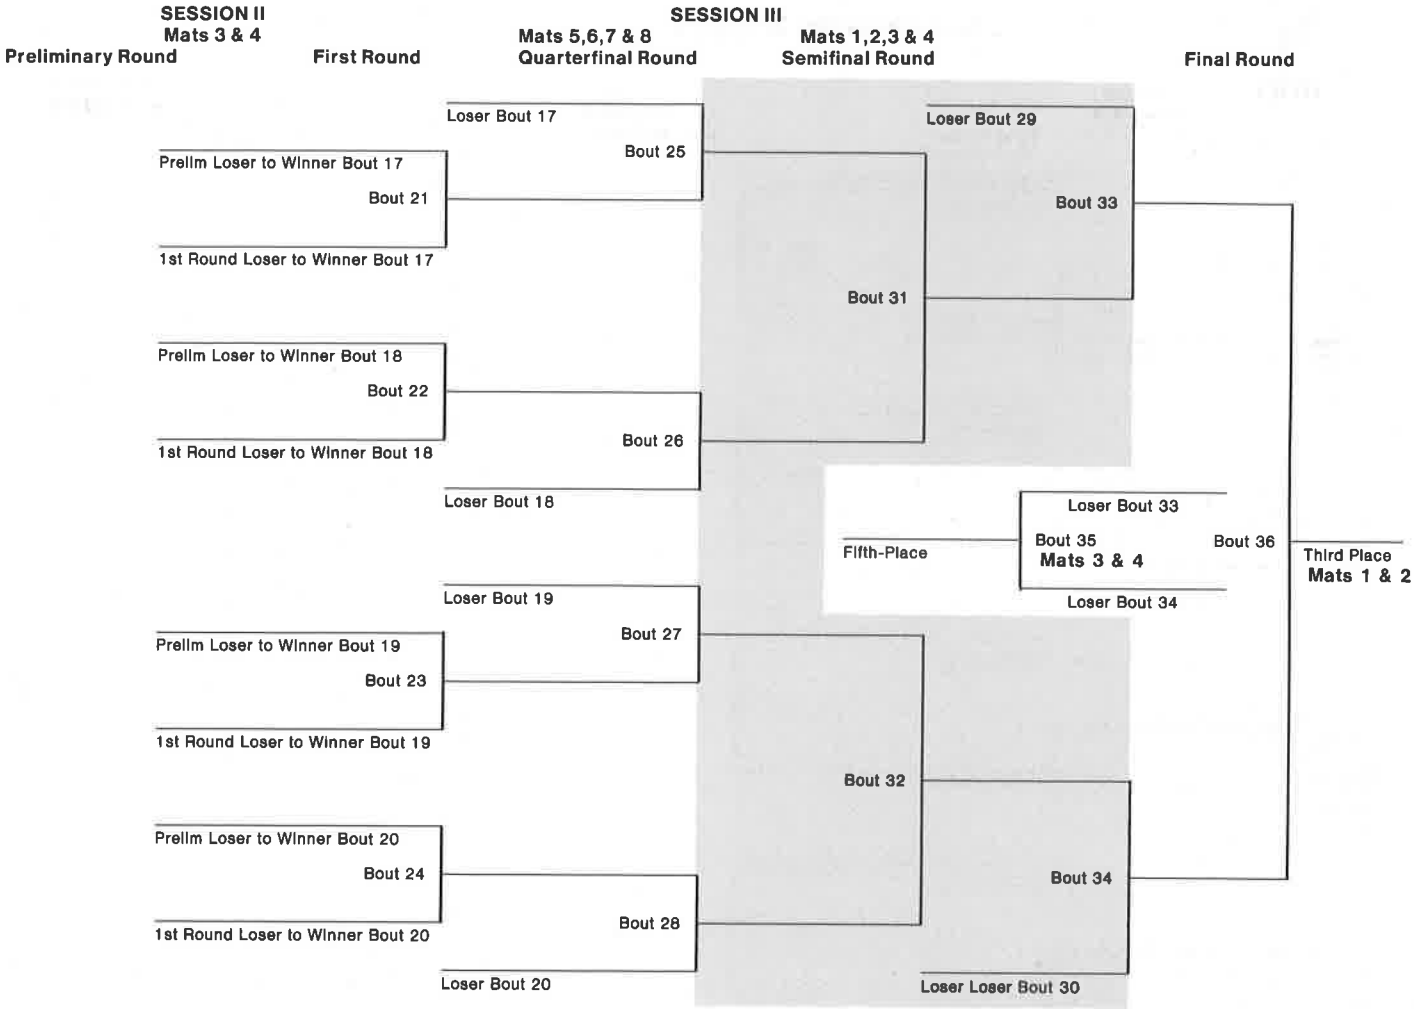 SESSION II
Mats 3 & 4
SESSION III
Mats 5,6,7 & 8
Mats 1,2,3 & 4
Preliminary Round
First Round
Quarterfinal Round
Semifinal Round
Final Round
Loser Bout 17
Bout 25
Prelim Loser to Winner Bout 17
Bout 21
1st Round Loser to Winner Bout 17
Loser Bout 29
Bout 33
Bout 31
Prelim Loser to Winner Bout 18
Bout 22
1st Round Loser to Winner Bout 18
Bout 26
Loser Bout 18
Loser Bout 33
Bout 35
Mats 3 & 4
Fifth-Place
Loser Bout 34
Bout 36
Third Place
Mats 1 & 2
Loser Bout 19
Bout 27
Prelim Loser to Winner Bout 19
Bout 23
1st Round Loser to Winner Bout 19
Bout 32
Prelim Loser to Winner Bout 20
Bout 24
1st Round Loser to Winner Bout 20
Bout 28
Loser Bout 20
Bout 34
Loser Loser Bout 30